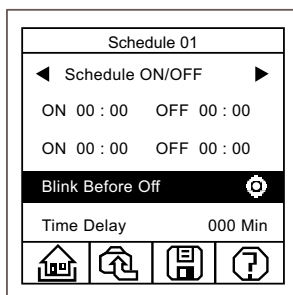 Schedule 01
Schedule ON/OFF
ON 00 : 00 OFF 00 : 00
ON 00 : 00 OFF 00 : 00
Blink Before Off
Time Delay 000 Min
?